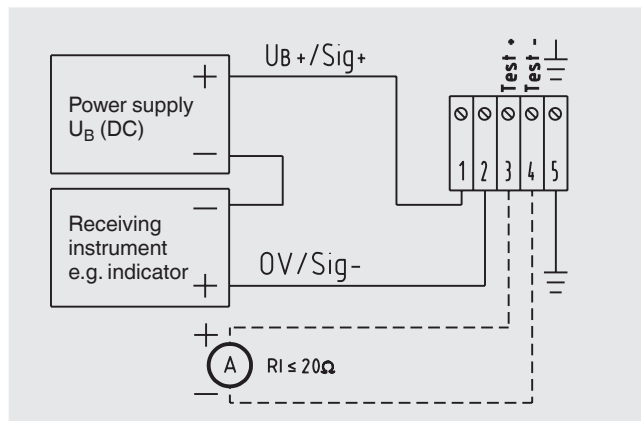 UB+/Sig+
Test +
Test -
+
Power supply
UB (DC)
−
1 2 3 4 5
−
Receiving
instrument
e.g. indicator
+
0V/Sig-
+
A RI ≤ 20Ω
−